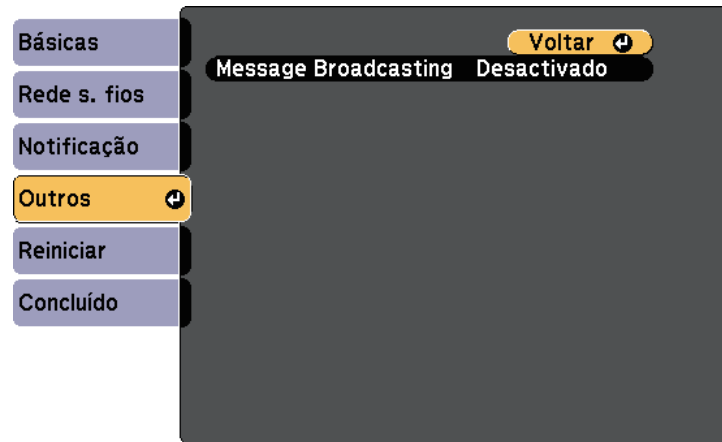 Básicas
Rede s. fios
Notificação
Outros
Reiniciar
Concluído
Voltar
Message Broadcasting Desactivado